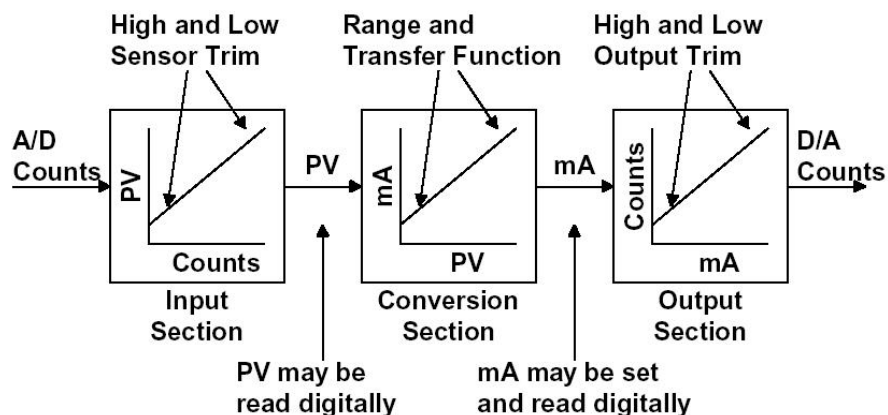 High and Low
Sensor Trim
Range and
Transfer Function
High and Low
Output Trim
A/D
Counts
PV
Counts
PV
mA
PV
mA
Counts
mA
D/A
Counts
Input
Section
Conversion
Section
Output
Section
PV may be
read digitally
mA may be set
and read digitally